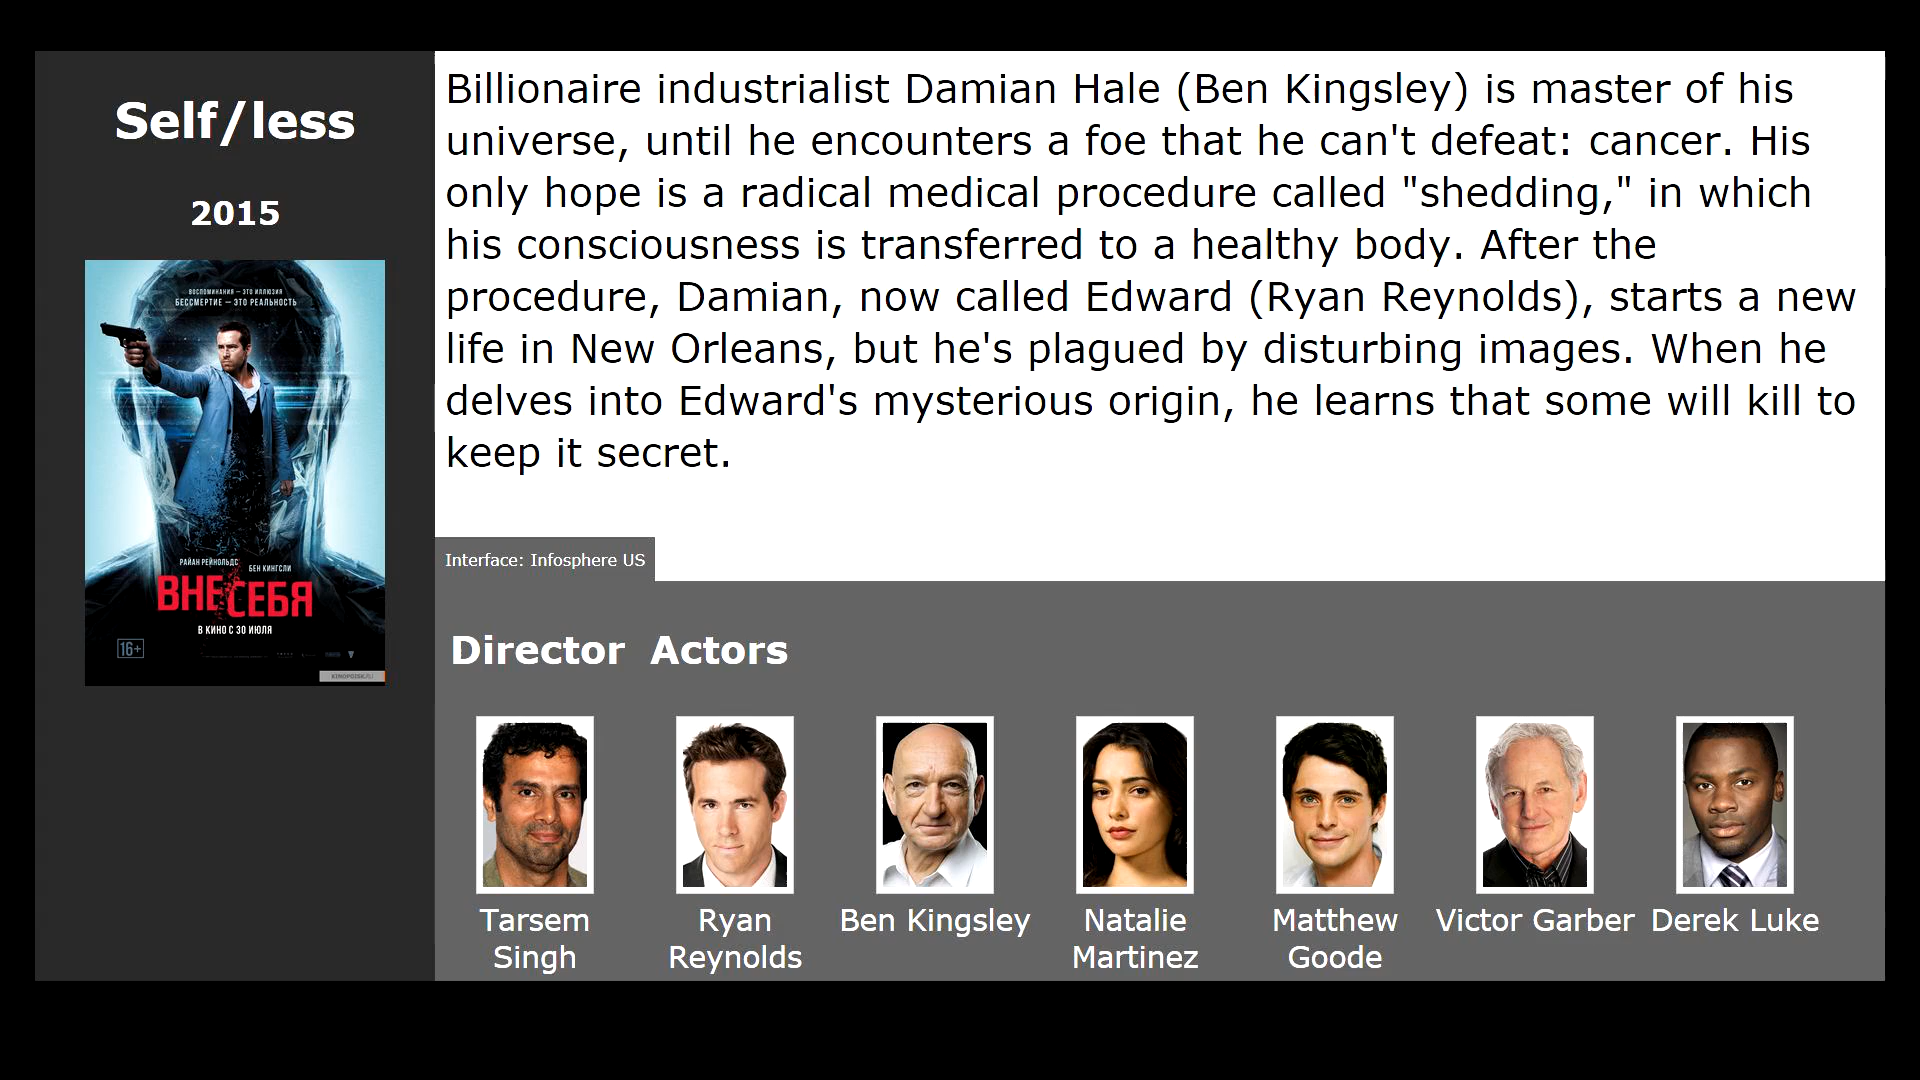 Self/less
2015
ВОСПОМИНАНИЯ — ЭТО ИЛЛЮЗИЯ
БЕССМЕРТИЕ — ЭТО РЕАЛЬНОСТЬ
РАЙАН РЕЙНОЛЬДС
БЕН КИНГСЛИ
ВНЕ/СЕБЯ
В КИНО С 30 ИЮЛЯ
16+
KINOPOISK.RU
Billionaire industrialist Damian Hale (Ben Kingsley) is master of his
universe, until he encounters a foe that he can't defeat: cancer. His
only hope is a radical medical procedure called "shedding," in which
his consciousness is transferred to a healthy body. After the
procedure, Damian, now called Edward (Ryan Reynolds), starts a new
life in New Orleans, but he's plagued by disturbing images. When he
delves into Edward's mysterious origin, he learns that some will kill to
keep it secret.
Interface: Infosphere US
Director Actors
Tarsem
Singh
Ryan
Reynolds
Ben Kingsley
Natalie
Martinez
Matthew
Goode
Victor Garber
Derek Luke